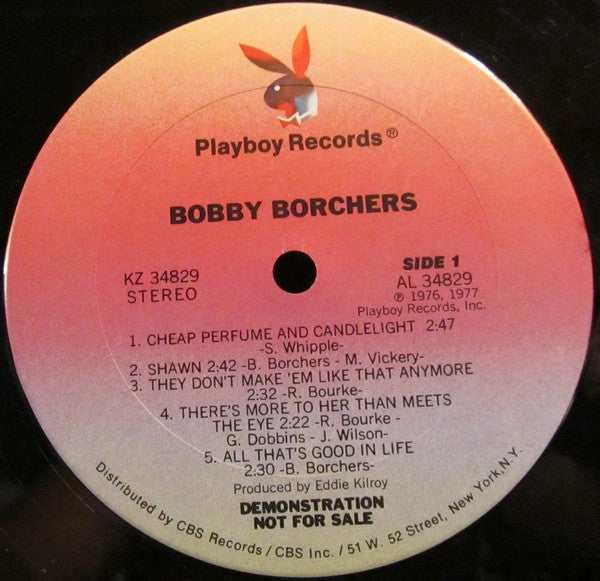 Playboy Records®
BOBBY BORCHERS
KZ 34829
STEREO
SIDE 1
AL 34829
℗ 1976, 1977
Playboy Records, Inc.
1. CHEAP PERFUME AND CANDLELIGHT 2:47
-S. Whipple-
2. SHAWN 2:42 -B. Borchers - M. Vickery-
3. THEY DON'T MAKE 'EM LIKE THAT ANYMORE
2:32 -R. Bourke-
4. THERE'S MORE TO HER THAN MEETS
THE EYE 2:22 -R. Bourke -
G. Dobbins - J. Wilson-
5. ALL THAT'S GOOD IN LIFE
2:30 -B. Borchers-
Produced by Eddie Kilroy
DEMONSTRATION
NOT FOR SALE
Distributed by CBS Records / CBS Inc. / 51 W. 52 Street, New York, N.Y.